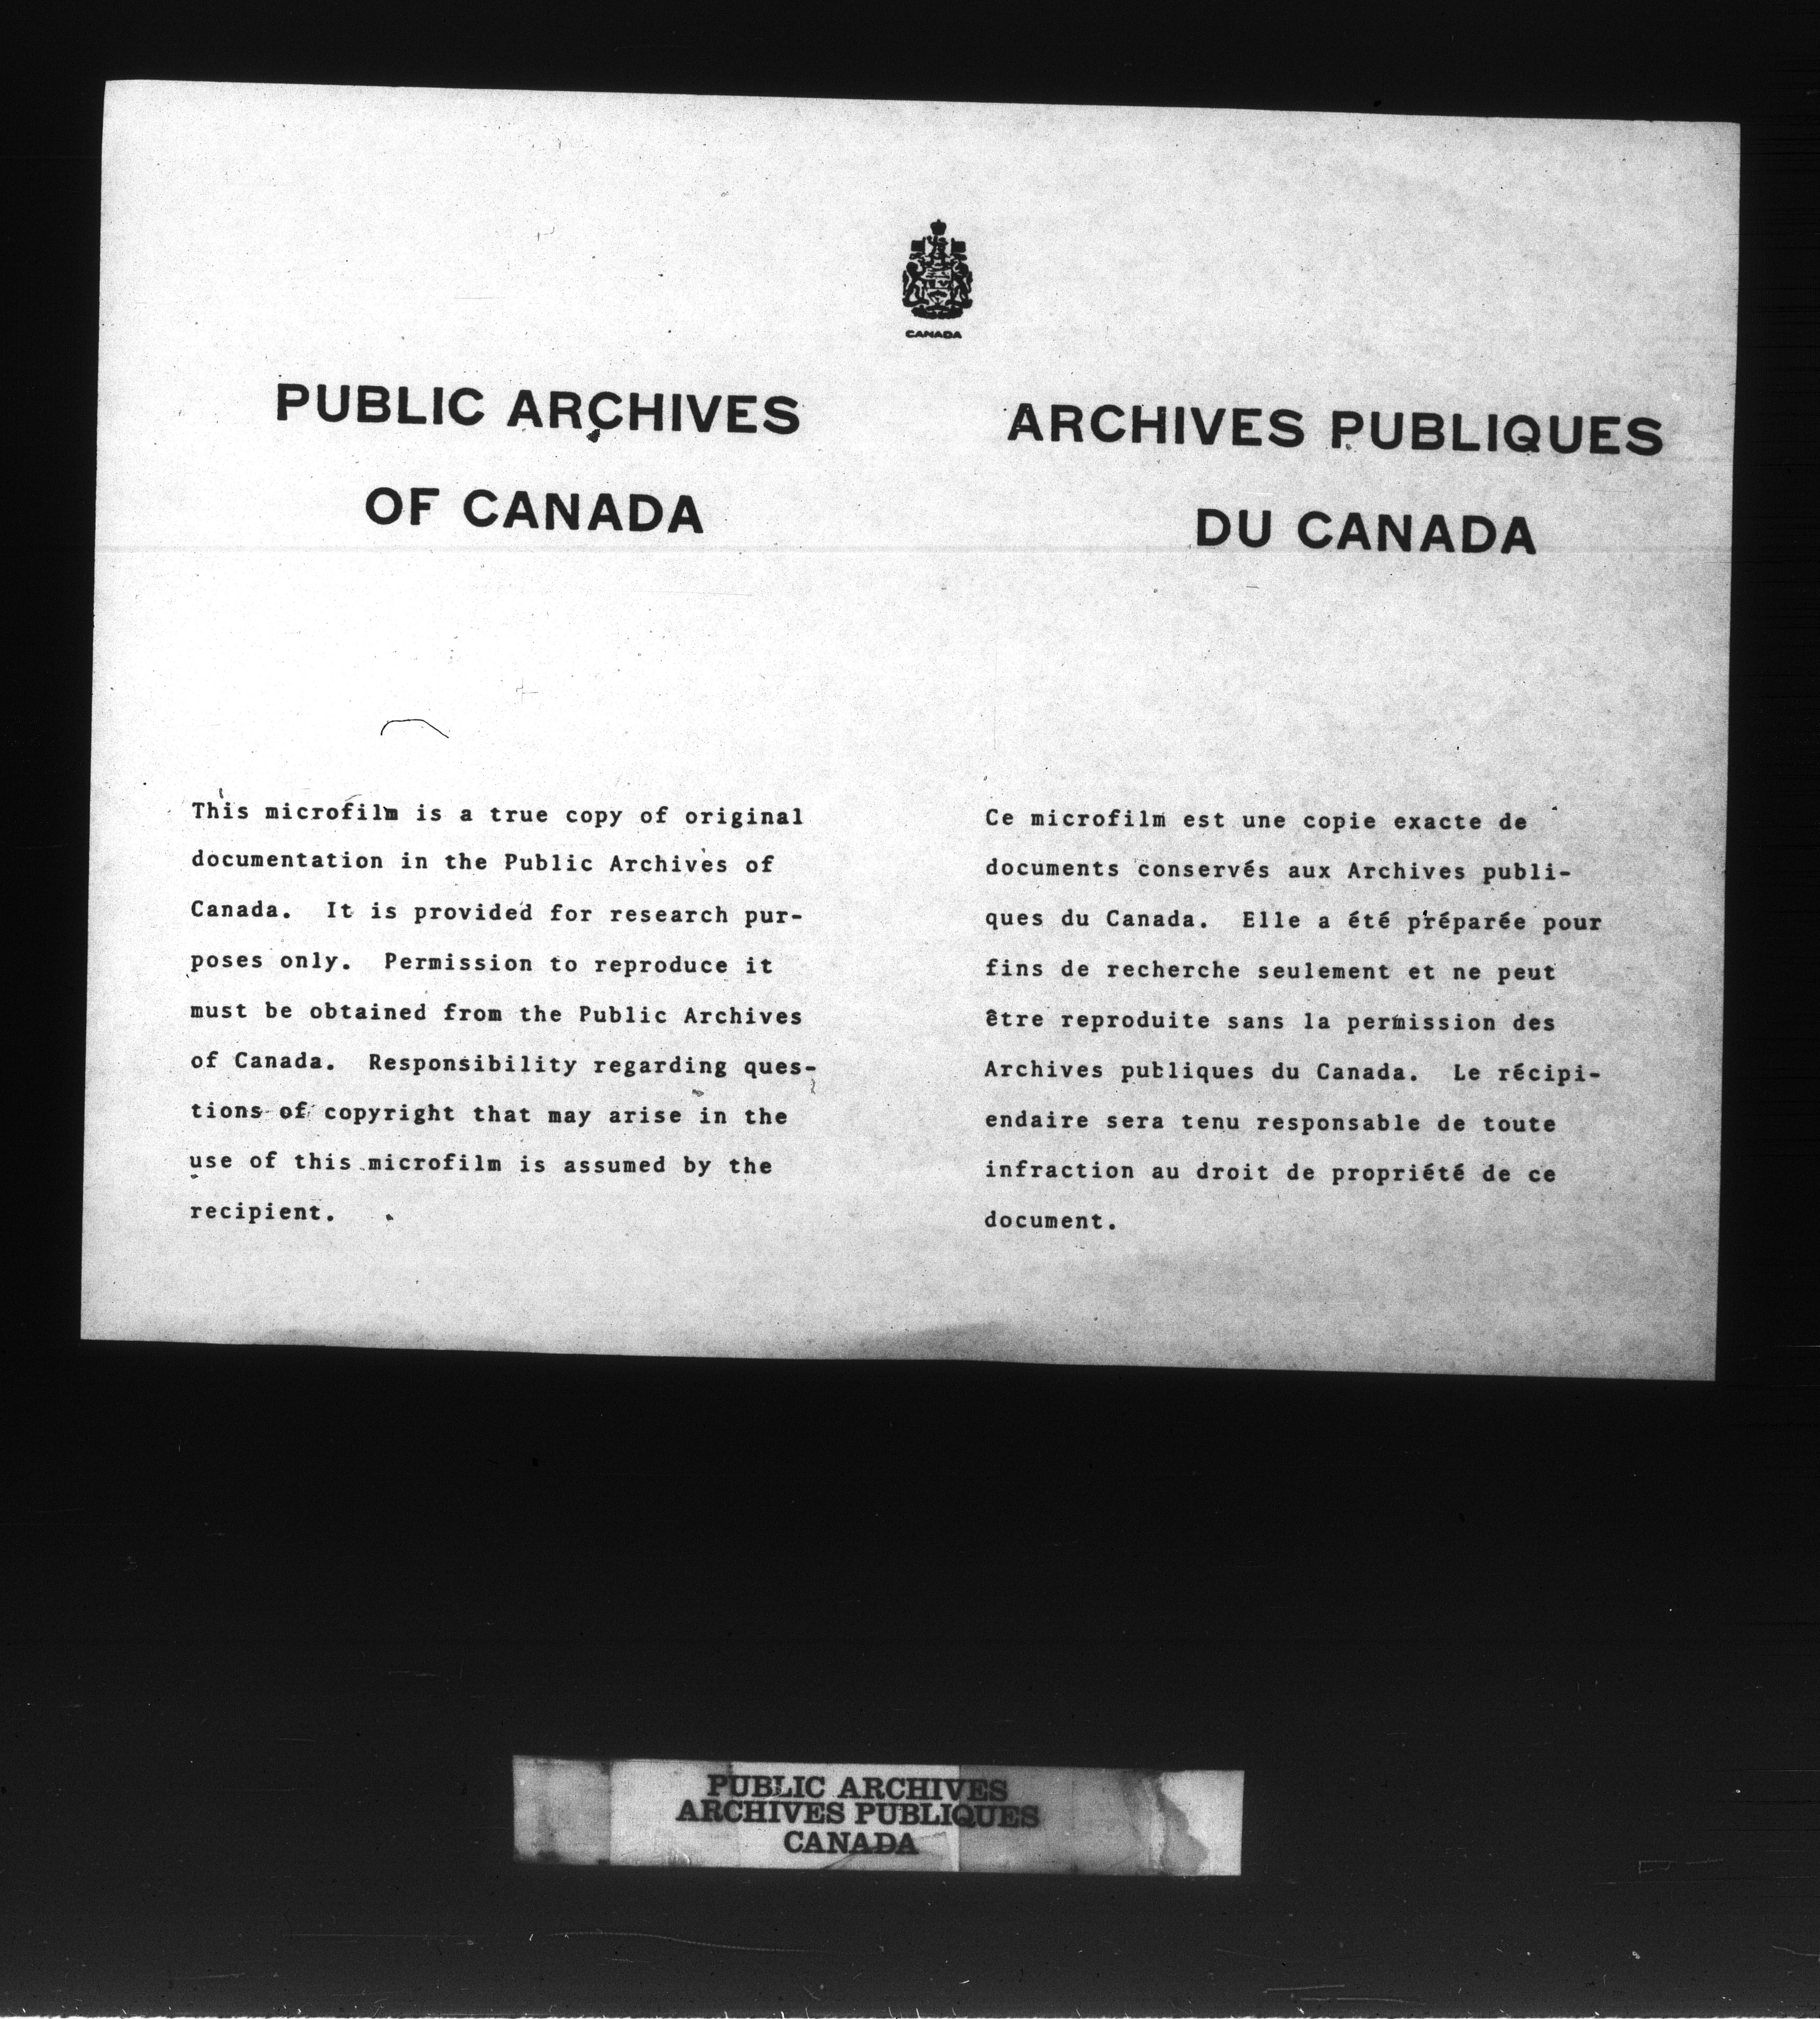 CANADA
PUBLIC ARCHIVES
OF CANADA
This microfilm is a true copy of original
documentation in the Public Archives of
Canada. It is provided for research pur-
poses only. Permission to reproduce it
must be obtained from the Public Archives
of Canada. Responsibility regarding ques-
tions of copyright that may arise in the
use of this microfilm is assumed by the
recipient.
ARCHIVES PUBLIQUES
DU CANADA
Ce microfilm est une copie exacte de
documents conservés aux Archives publi-
ques du Canada. Elle a été préparée pour
fins de recherche seulement et ne peut
être reproduite sans la permission des
Archives publiques du Canada. Le récipi-
endaire sera tenu responsable de toute
infraction au droit de propriété de ce
document.
PUBLIC ARCHIVES
ARCHIVES PUBLIQUES
CANADA